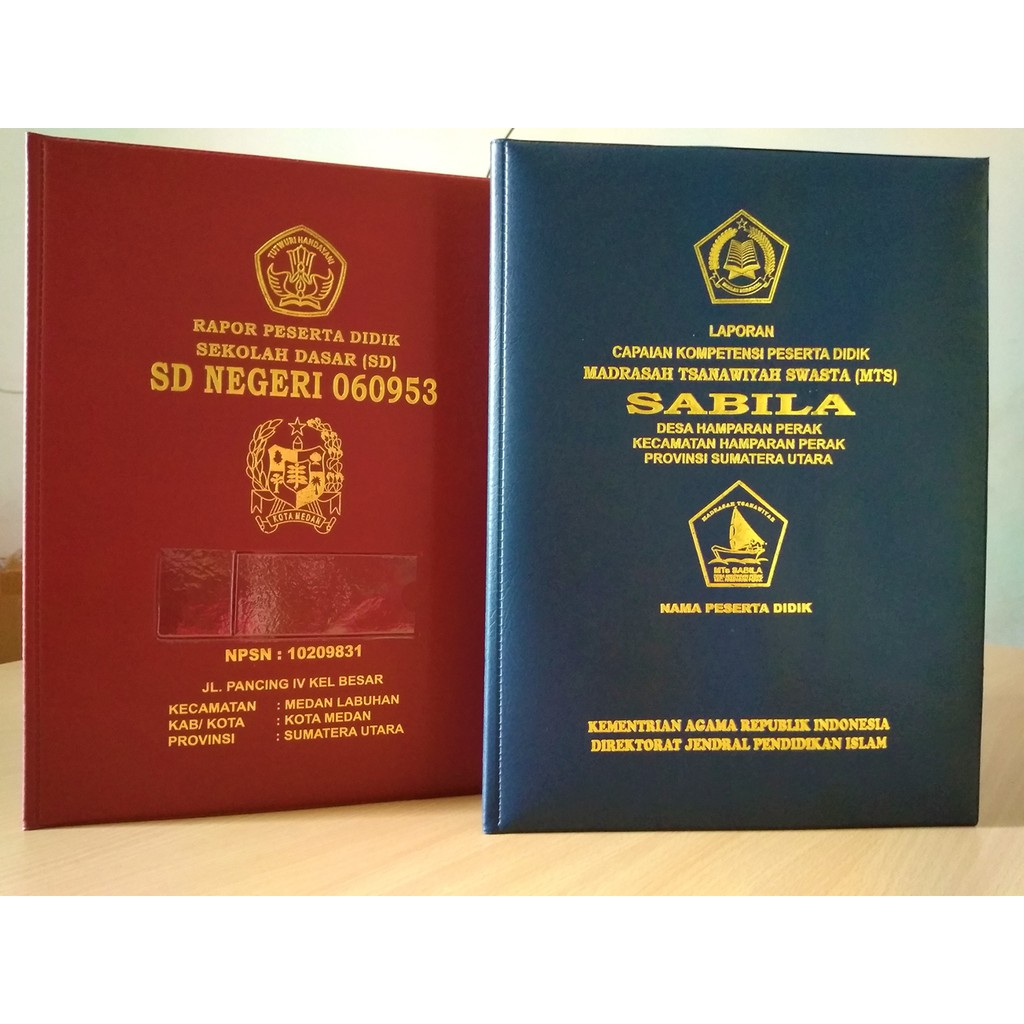 TUTWURI HANDAYANI
RAPOR PESERTA DIDIK
SEKOLAH DASAR (SD)
SD NEGERI 060953
KOTA MEDAN
NPSN : 10209831
JL. PANCING IV KEL BESAR
KECAMATAN : MEDAN LABUHAN
KAB/ KOTA : KOTA MEDAN
PROVINSI : SUMATERA UTARA
LAPORAN
CAPAIAN KOMPETENSI PESERTA DIDIK
MADRASAH TSANAWIYAH SWASTA (MTS)
SABILA
DESA HAMPARAN PERAK
KECAMATAN HAMPARAN PERAK
PROVINSI SUMATERA UTARA
MADRASAH TSANAWIYAH
MTs SABILA
NAMA PESERTA DIDIK
KEMENTRIAN AGAMA REPUBLIK INDONESIA
DIREKTORAT JENDRAL PENDIDIKAN ISLAM